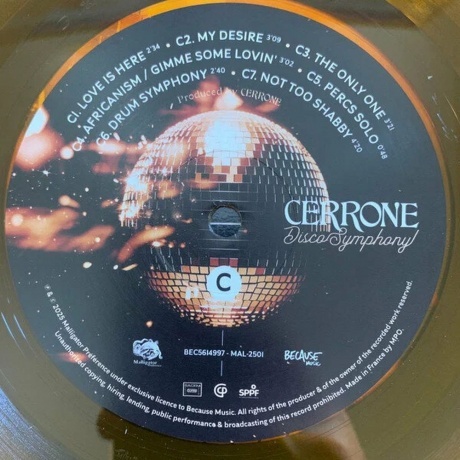 C1. LOVE IS HERE 2'34 • C2. MY DESIRE 3'09 • C3. THE ONLY ONE 3'21
C4. AFRICANISM / GIMME SOME LOVIN' 3'02 • C5. PERCS SOLO 0'48
C6. DRUM SYMPHONY 2'40 • C7. NOT TOO SHABBY 4'20
Produced by CERRONE
CERRONE
Disco Symphony
C
Malligator
BEC5614997 - MAL-2501
BECAUSE
MUSIC
SACEM
SPPF
℗ & © 2025 Malligator Preference under exclusive licence to Because Music. All rights of the producer & of the owner of the recorded work reserved.
Unauthorized copying, hiring, lending, public performance & broadcasting of this record prohibited. Made in France by MPO.